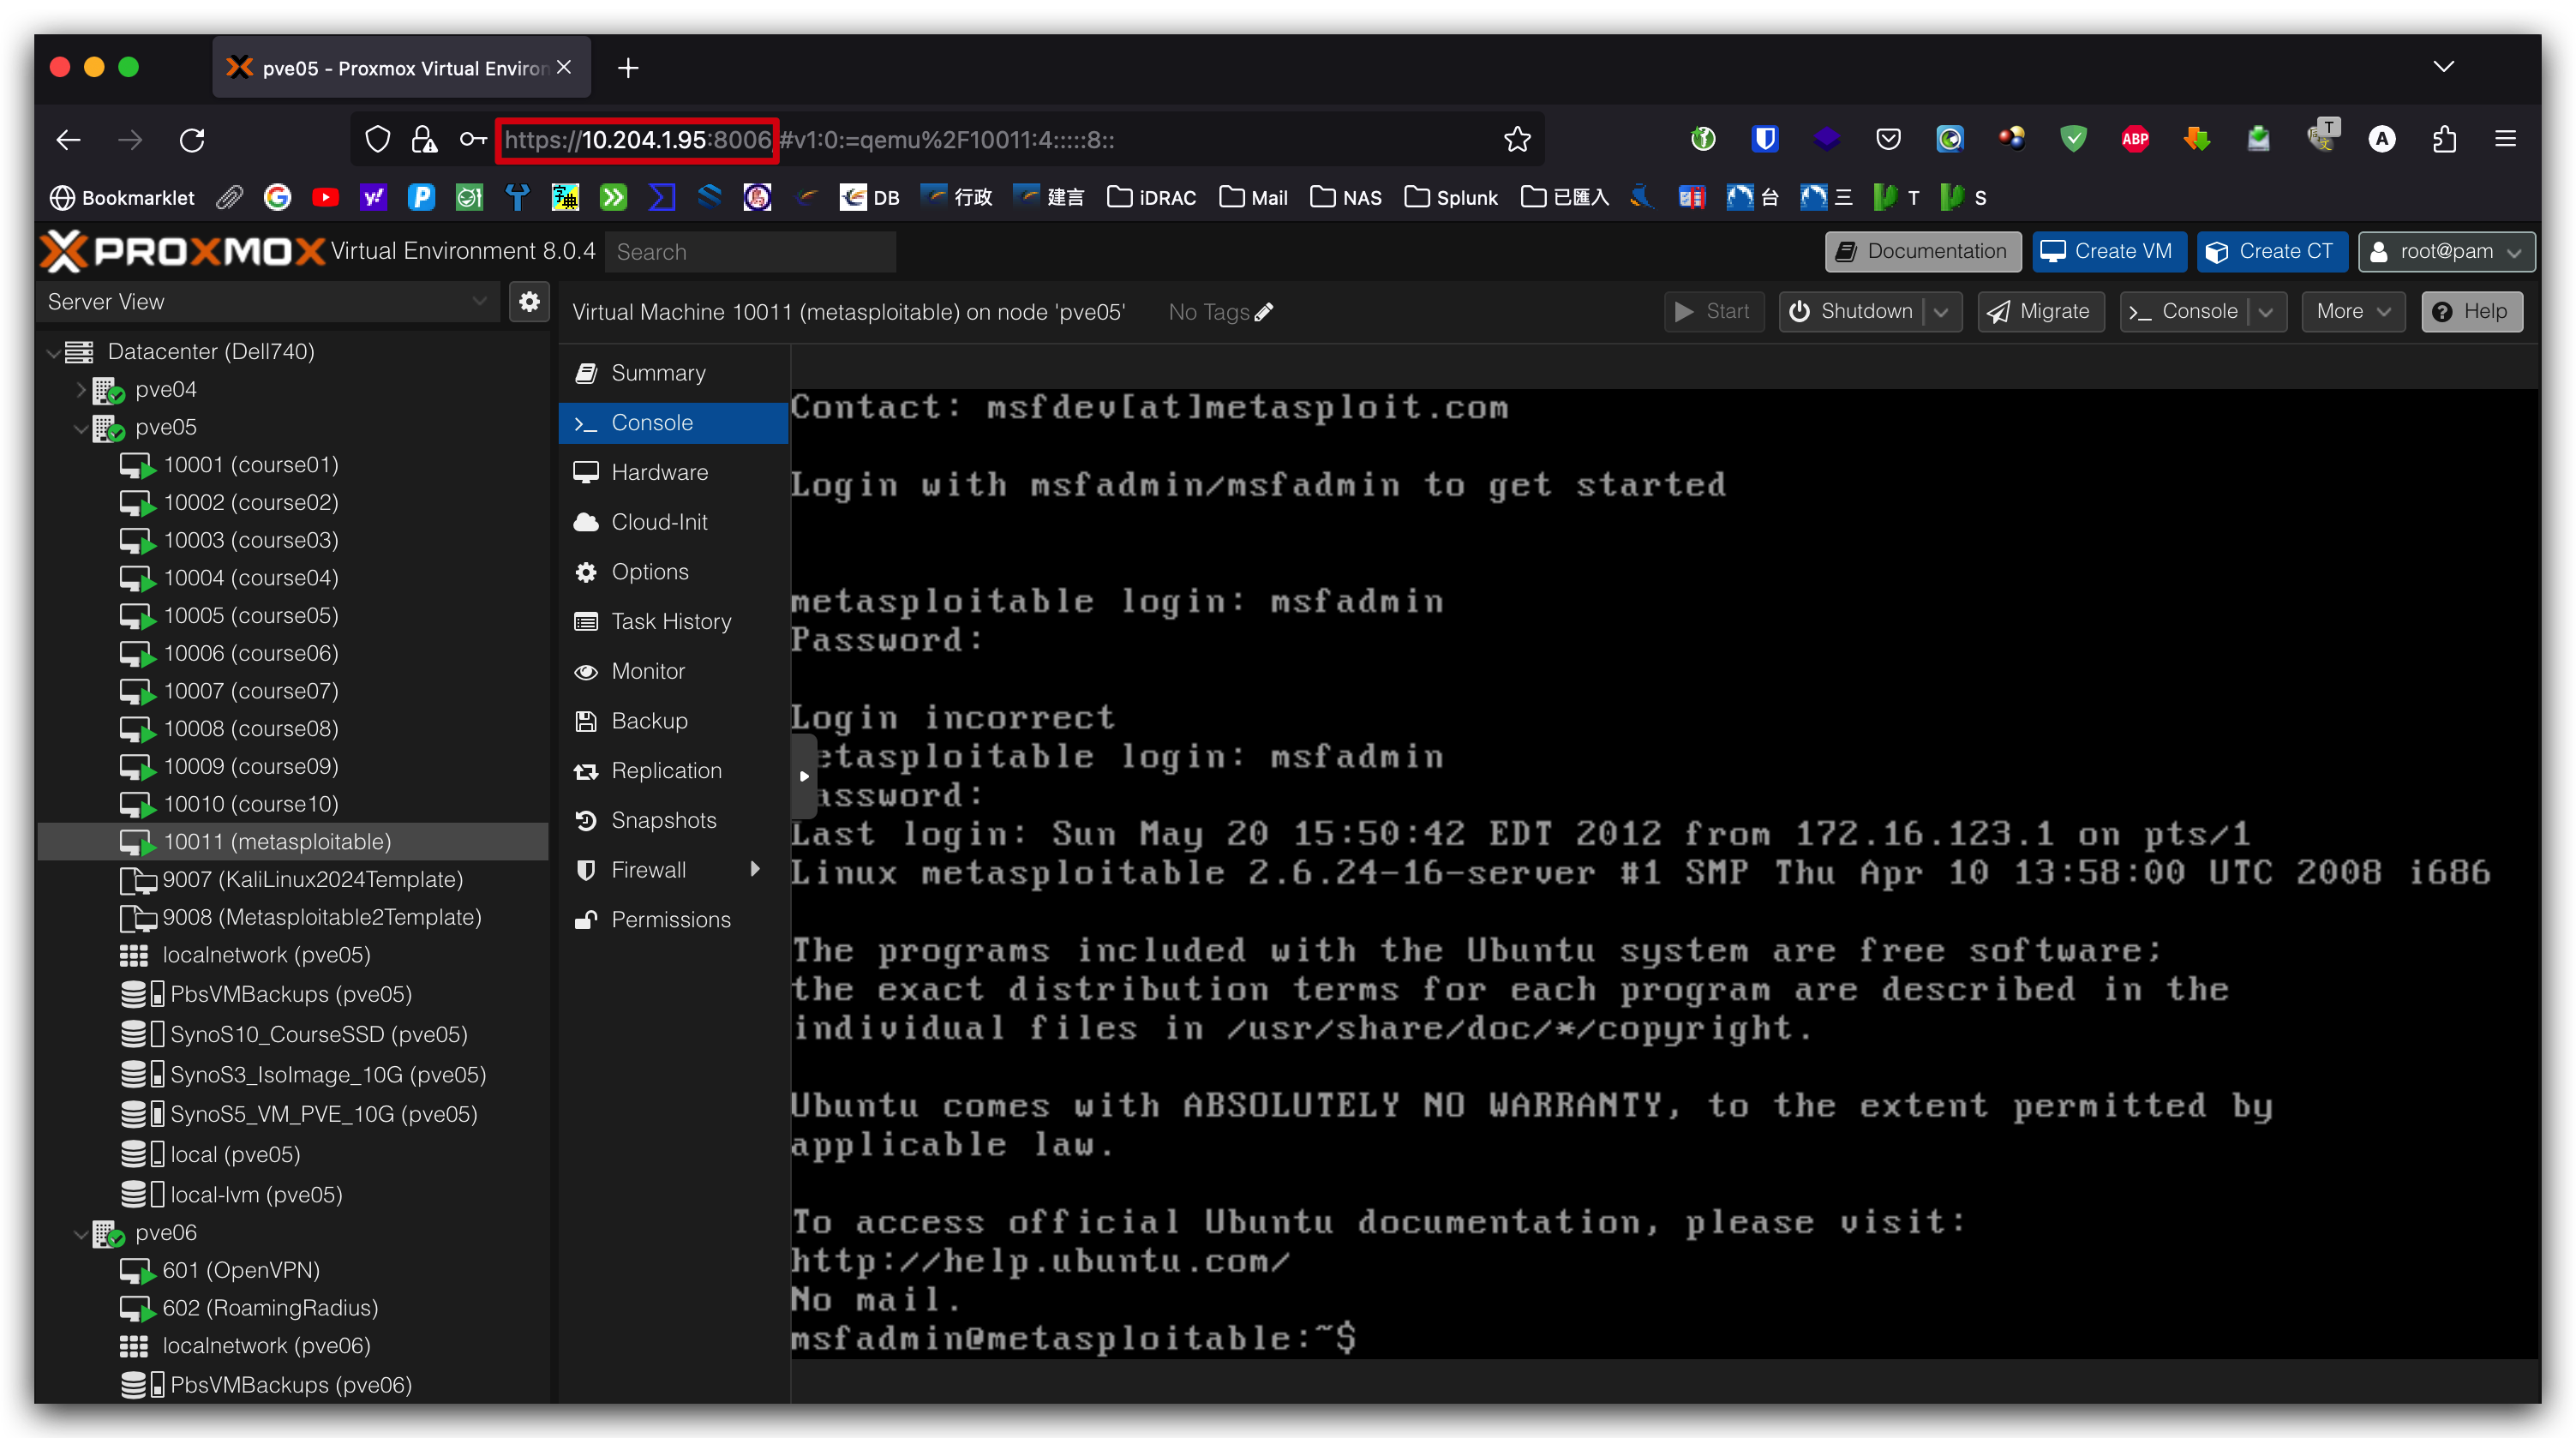 pve05 - Proxmox Virtual Environ
https://10.204.1.95:8006/#v1:0:=qemu%2F10011:4:::::8::
ABP
T
A
Bookmarklet
DB
行政
建言
iDRAC
Mail
NAS
Splunk
已匯入
台
三
T
S
PROXMOX Virtual Environment 8.0.4 Search
Documentation Create VM Create CT root@pam
Server View
Virtual Machine 10011 (metasploitable) on node 'pve05' No Tags Start Shutdown Migrate Console More Help
Datacenter (Dell740)
pve04
pve05
10001 (course01)
10002 (course02)
10003 (course03)
10004 (course04)
10005 (course05)
10006 (course06)
10007 (course07)
10008 (course08)
10009 (course09)
10010 (course10)
10011 (metasploitable)
9007 (KaliLinux2024Template)
9008 (Metasploitable2Template)
localnetwork (pve05)
PbsVMBackups (pve05)
SynoS10_CourseSSD (pve05)
SynoS3_IsoImage_10G (pve05)
SynoS5_VM_PVE_10G (pve05)
local (pve05)
local-lvm (pve05)
pve06
601 (OpenVPN)
602 (RoamingRadius)
localnetwork (pve06)
PbsVMBackups (pve06)
Summary
Console
Hardware
Cloud-Init
Options
Task History
Monitor
Backup
Replication
Snapshots
Firewall
Permissions
Contact: msfdev[at]metasploit.com
Login with msfadmin/msfadmin to get started
metasploitable login: msfadmin
Password:
Login incorrect
etasploitable login: msfadmin
assword:
Last login: Sun May 20 15:50:42 EDT 2012 from 172.16.123.1 on pts/1
Linux metasploitable 2.6.24-16-server #1 SMP Thu Apr 10 13:58:00 UTC 2008 i686
The programs included with the Ubuntu system are free software;
the exact distribution terms for each program are described in the
individual files in /usr/share/doc/*/copyright.
Ubuntu comes with ABSOLUTELY NO WARRANTY, to the extent permitted by
applicable law.
To access official Ubuntu documentation, please visit:
http://help.ubuntu.com/
No mail.
msfadmin@metasploitable:~$